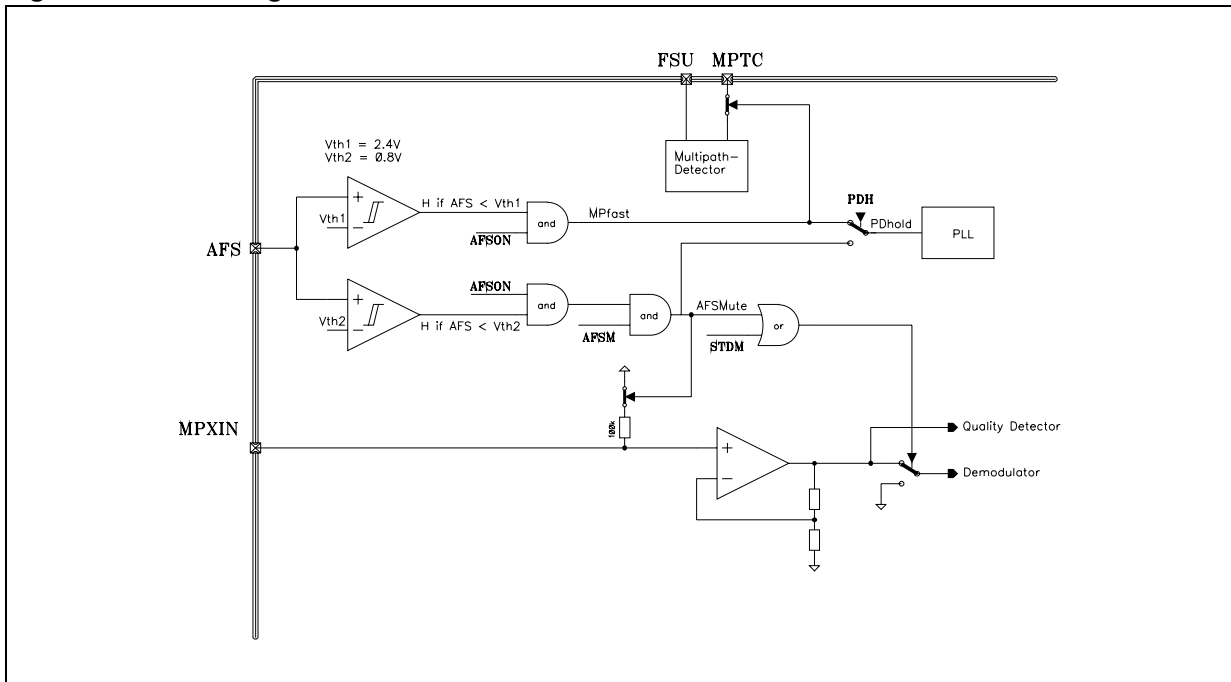 FSU MPTC
Vth1 = 2.4V
Vth2 = 0.8V
Multipath-
Detector
+
H if AFS < Vth1
Vth1
-
and
MPfast
AFSON
PDH
PDhold
PLL
AFS
AFSON
+
and
Vth2
-
H if AFS < Vth2
and
AFSMute
AFSM
or
STDM
100k
MPXIN
+
-
Quality Detector
Demodulator